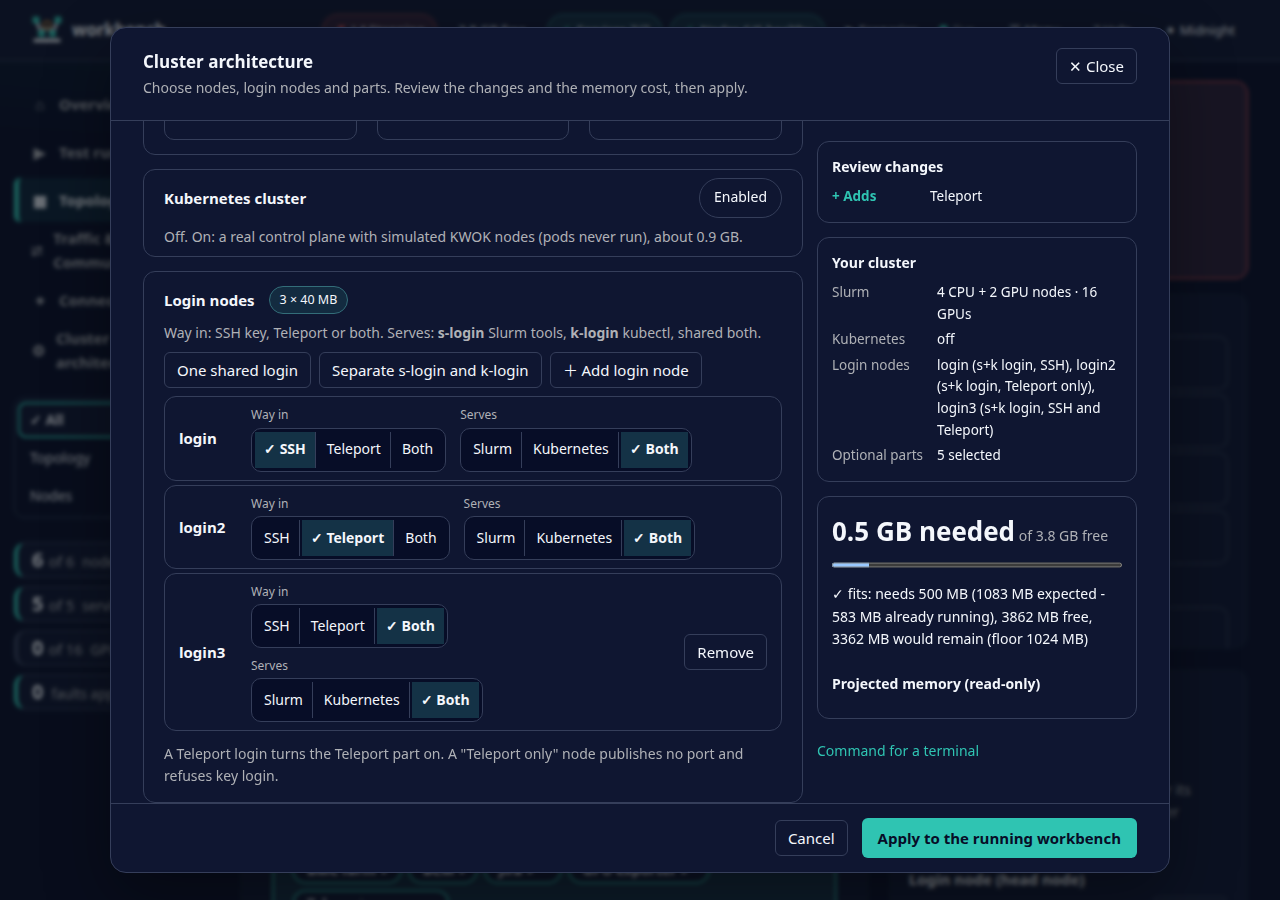 Cluster architecture
Choose nodes, login nodes and parts. Review the changes and the memory cost, then apply.
✕ Close
Kubernetes cluster
Enabled
Off. On: a real control plane with simulated KWOK nodes (pods never run), about 0.9 GB.
Login nodes
3 × 40 MB
Way in: SSH key, Teleport or both. Serves: s-login Slurm tools, k-login kubectl, shared both.
One shared login
Separate s-login and k-login
+ Add login node
login
Way in
✓ SSH
Teleport
Both
Serves
Slurm
Kubernetes
✓ Both
login2
Way in
SSH
✓ Teleport
Both
Serves
Slurm
Kubernetes
✓ Both
login3
Way in
SSH
Teleport
✓ Both
Serves
Slurm
Kubernetes
✓ Both
Remove
A Teleport login turns the Teleport part on. A "Teleport only" node publishes no port and
refuses key login.
Review changes
+ Adds
Teleport
Your cluster
Slurm
4 CPU + 2 GPU nodes · 16
GPUs
Kubernetes
off
Login nodes
login (s+k login, SSH), login2
(s+k login, Teleport only),
login3 (s+k login, SSH and
Teleport)
Optional parts
5 selected
0.5 GB needed of 3.8 GB free
✓ fits: needs 500 MB (1083 MB expected -
583 MB already running), 3862 MB free,
3362 MB would remain (floor 1024 MB)
Projected memory (read-only)
Command for a terminal
Cancel
Apply to the running workbench
Midnight
✓ All
Topology
Nodes
Login node (head node)